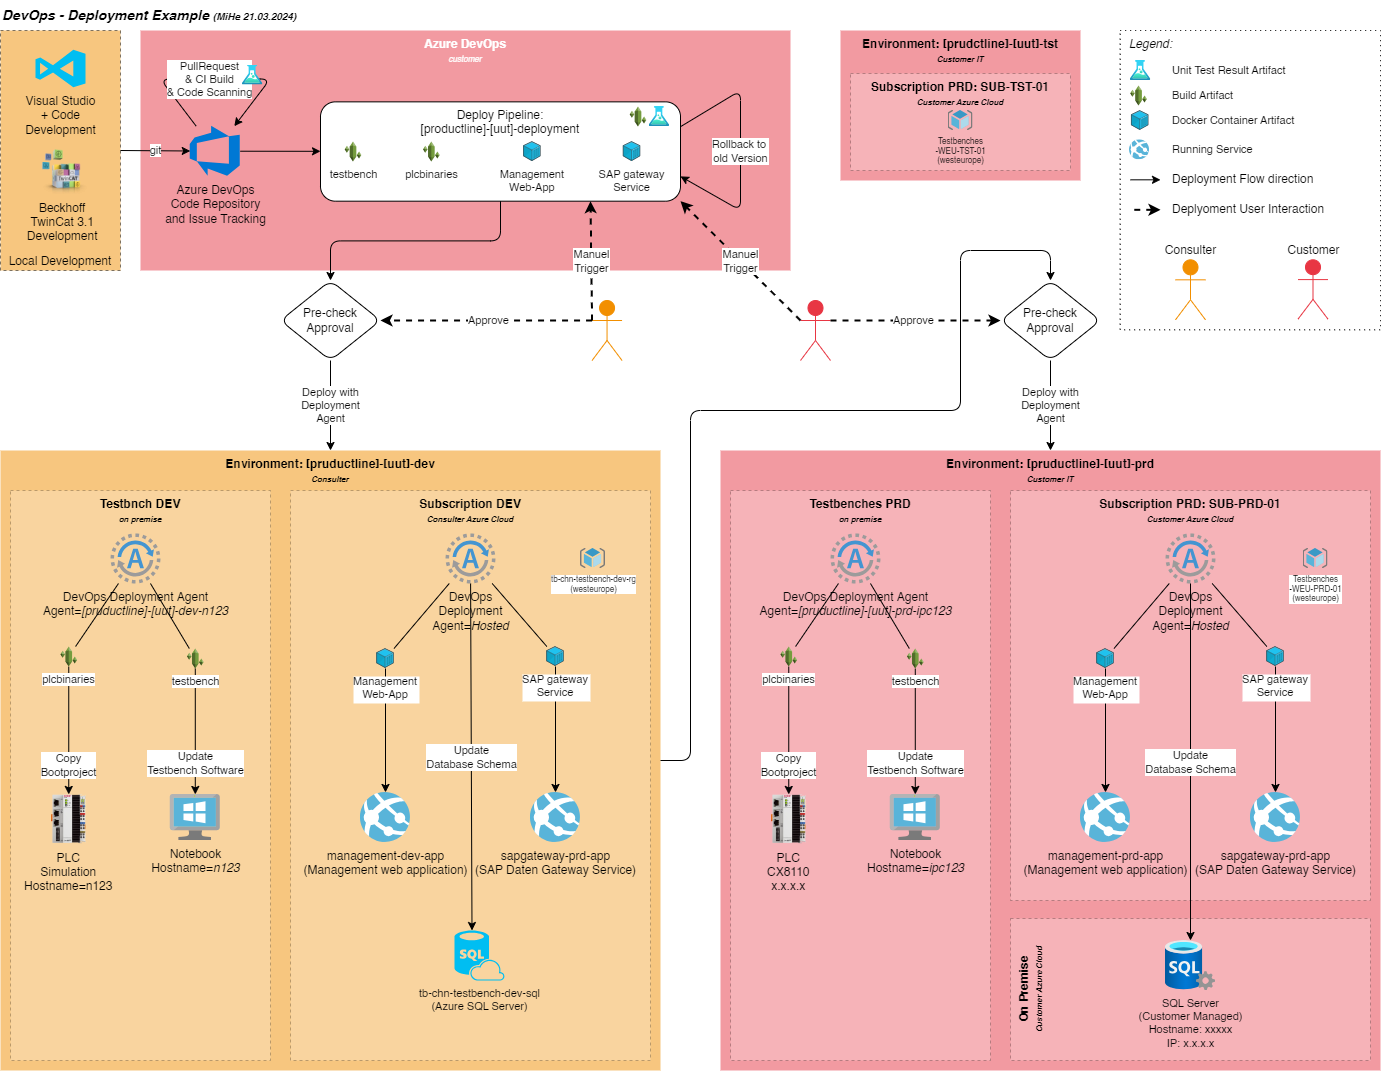 DevOps - Deployment Example (MiHe 21.03.2024)
Visual Studio
+ Code
Development
Beckhoff
TwinCat 3.1
Development
Local Development
git
Azure DevOps
customer
PullRequest
& CI Build
& Code Scanning
Azure DevOps
Code Repository
and Issue Tracking
Deploy Pipeline:
[productline]-[uut]-deployment
testbench
plcbinaries
Management
Web-App
SAP gateway
Service
Rollback to
old Version
Manuel
Trigger
Manuel
Trigger
Environment: [prudctline]-[uut]-tst
Customer IT
Subscription PRD: SUB-TST-01
Customer Azure Cloud
Testbenches
-WEU-TST-01
(westeurope)
Legend:
Unit Test Result Artifact
Build Artifact
Docker Container Artifact
Running Service
Deployment Flow direction
Deplyoment User Interaction
Consulter
Customer
Pre-check
Approval
Approve
Approve
Pre-check
Approval
Deploy with
Deployment
Agent
Deploy with
Deployment
Agent
Environment: [pruductline]-[uut]-dev
Consulter
Testbnch DEV
on premise
DevOps Deployment Agent
Agent=[pruductline]-[uut]-dev-n123
plcbinaries
testbench
Copy
Bootproject
Update
Testbench Software
PLC
Simulation
Hostname=n123
Notebook
Hostname=n123
Subscription DEV
Consulter Azure Cloud
tb-chn-testbench-dev-rg
(westeurope)
DevOps
Deployment
Agent=Hosted
Management
Web-App
SAP gateway
Service
Update
Database Schema
management-dev-app
(Management web application)
sapgateway-prd-app
(SAP Daten Gateway Service)
SQL
tb-chn-testbench-dev-sql
(Azure SQL Server)
Environment: [pruductline]-[uut]-prd
Customer IT
Testbenches PRD
on premise
DevOps Deployment Agent
Agent=[pruductline]-[uut]-prd-ipc123
plcbinaries
testbench
Copy
Bootproject
Update
Testbench Software
PLC
CX8110
x.x.x.x
Notebook
Hostname=ipc123
Subscription PRD: SUB-PRD-01
Customer Azure Cloud
Testbenches
-WEU-PRD-01
(westeurope)
DevOps
Deployment
Agent=Hosted
Management
Web-App
SAP gateway
Service
Update
Database Schema
management-prd-app
(Management web application)
sapgateway-prd-app
(SAP Daten Gateway Service)
On Premise
Customer Azure Cloud
SQL
SQL Server
(Customer Managed)
Hostname: xxxxx
IP: x.x.x.x